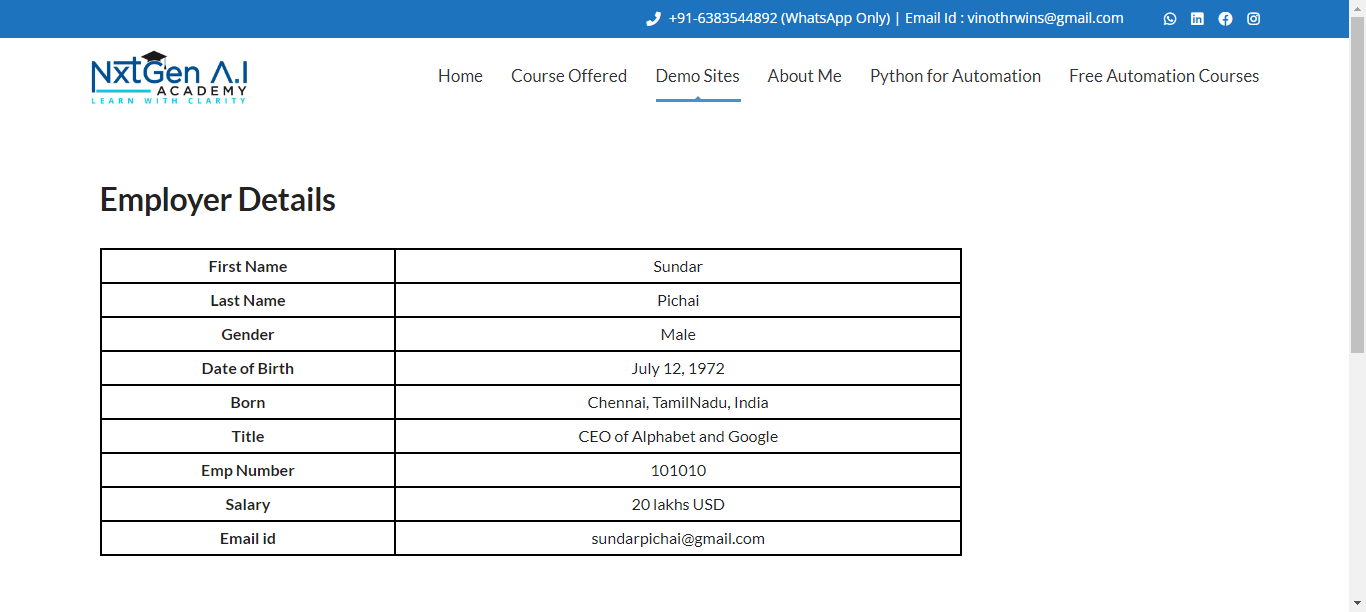 +91-6383544892 (WhatsApp Only) | Email Id : vinothrwins@gmail.com
NxtGen A.I
ACADEMY
LEARN WITH CLARITY
Home Course Offered Demo Sites About Me Python for Automation Free Automation Courses
Employer Details
First Name Sundar
Last Name Pichai
Gender Male
Date of Birth July 12, 1972
Born Chennai, TamilNadu, India
Title CEO of Alphabet and Google
Emp Number 101010
Salary 20 lakhs USD
Email id sundarpichai@gmail.com